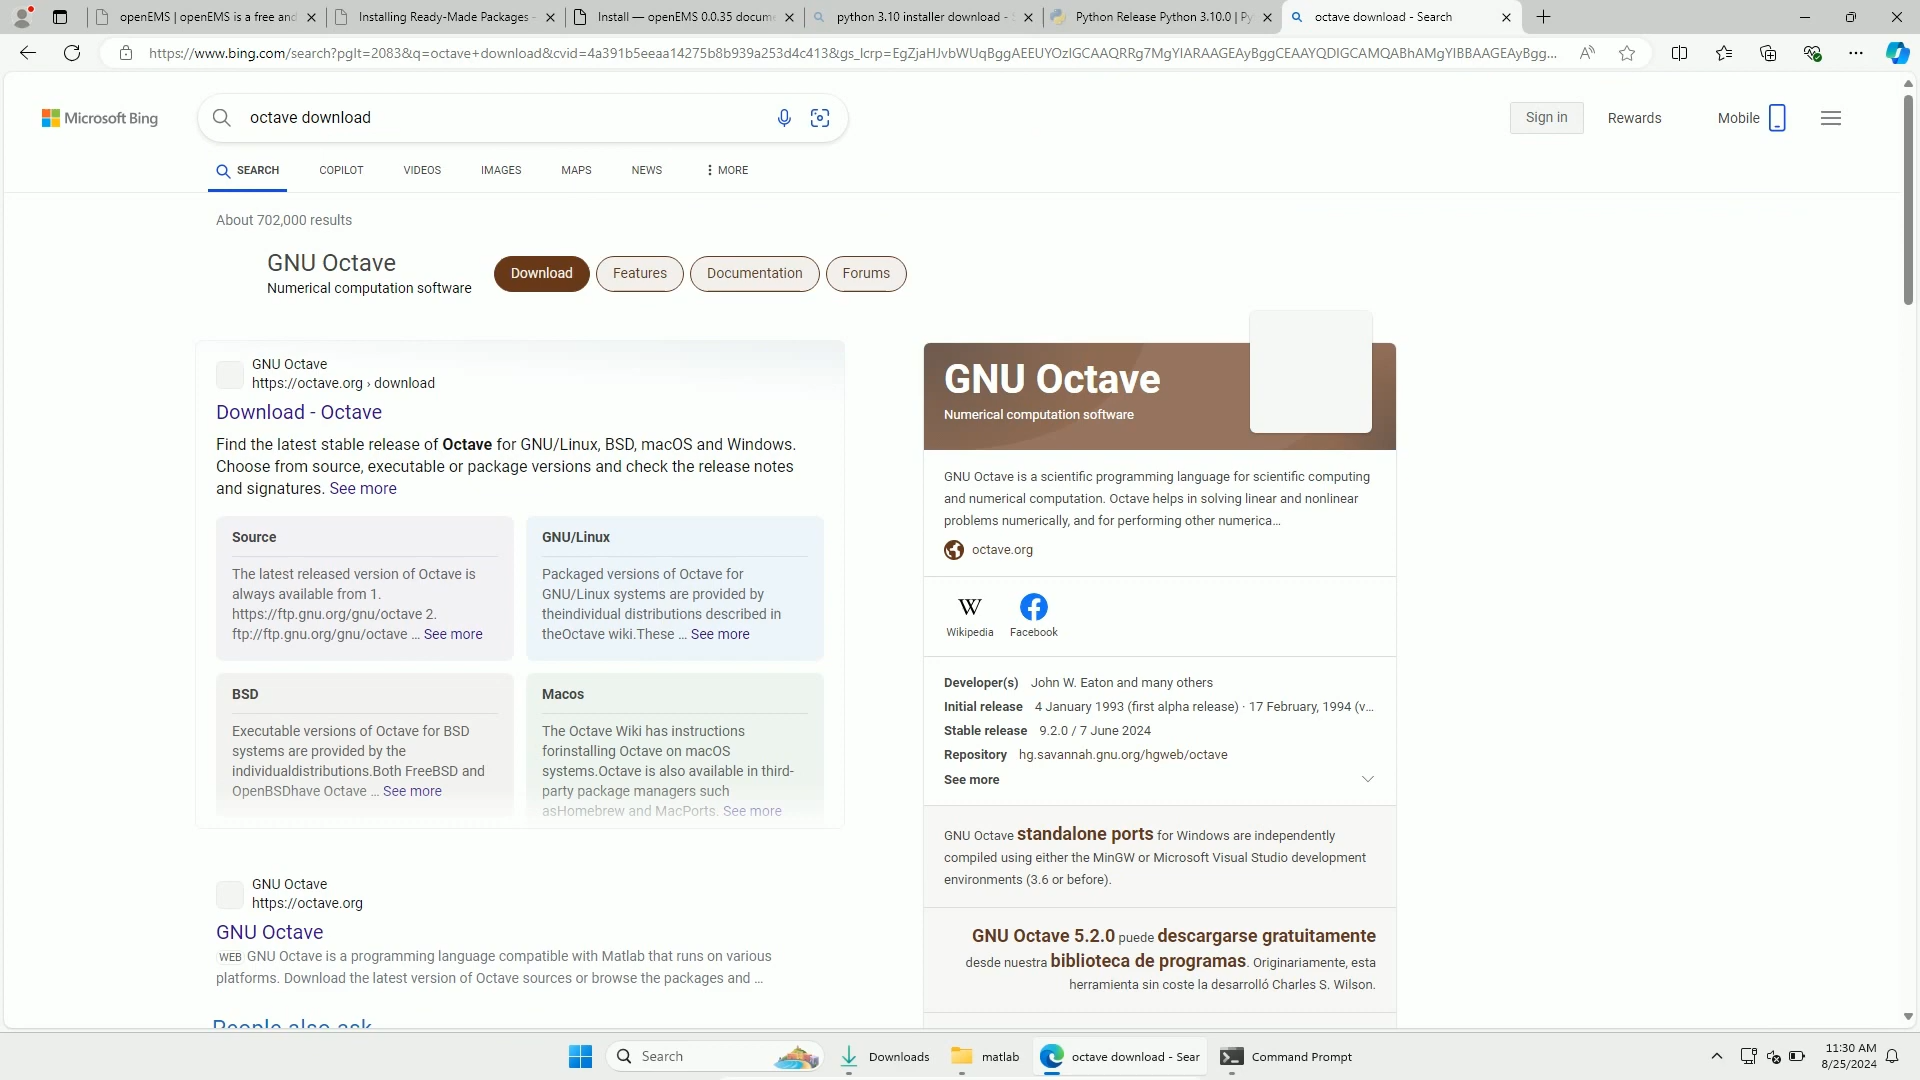 openEMS | openEMS is a free and
Installing Ready-Made Packages -
Install — openEMS 0.0.35 docume
python 3.10 installer download - S
Python Release Python 3.10.0 | Py
octave download - Search
https://www.bing.com/search?pglt=2083&q=octave+download&cvid=4a391b5eeaa14275b8b939a253d4c413&gs_lcrp=EgZjaHJvbWUqBggAEEUYOzIGCAAQRRg7MgYIARAAGEAyBggCEAAYQDIGCAMQABhAMgYIBBAAGEAyBgg...
Microsoft Bing
octave download
Sign in
Rewards
Mobile
SEARCH
COPILOT
VIDEOS
IMAGES
MAPS
NEWS
MORE
About 702,000 results
GNU Octave
Numerical computation software
Download
Features
Documentation
Forums
GNU Octave
https://octave.org › download
Download - Octave
Find the latest stable release of Octave for GNU/Linux, BSD, macOS and Windows.
Choose from source, executable or package versions and check the release notes
and signatures. See more
Source
The latest released version of Octave is
always available from 1.
https://ftp.gnu.org/gnu/octave 2.
ftp://ftp.gnu.org/gnu/octave ... See more
GNU/Linux
Packaged versions of Octave for
GNU/Linux systems are provided by
theindividual distributions described in
theOctave wiki.These ... See more
BSD
Executable versions of Octave for BSD
systems are provided by the
individualdistributions.Both FreeBSD and
OpenBSDhave Octave ... See more
Macos
The Octave Wiki has instructions
forinstalling Octave on macOS
systems.Octave is also available in third-
party package managers such
asHomebrew and MacPorts. See more
GNU Octave
https://octave.org
GNU Octave
WEB GNU Octave is a programming language compatible with Matlab that runs on various
platforms. Download the latest version of Octave sources or browse the packages and ...
People also ask
GNU Octave
Numerical computation software
GNU Octave is a scientific programming language for scientific computing
and numerical computation. Octave helps in solving linear and nonlinear
problems numerically, and for performing other numerica...
octave.org
W
Wikipedia
Facebook
Developer(s) John W. Eaton and many others
Initial release 4 January 1993 (first alpha release) · 17 February, 1994 (v...
Stable release 9.2.0 / 7 June 2024
Repository hg.savannah.gnu.org/hgweb/octave
See more
GNU Octave standalone ports for Windows are independently
compiled using either the MinGW or Microsoft Visual Studio development
environments (3.6 or before).
GNU Octave 5.2.0 puede descargarse gratuitamente
desde nuestra biblioteca de programas. Originariamente, esta
herramienta sin coste la desarrolló Charles S. Wilson.
Search
Downloads
matlab
octave download - Sear
Command Prompt
11:30 AM
8/25/2024